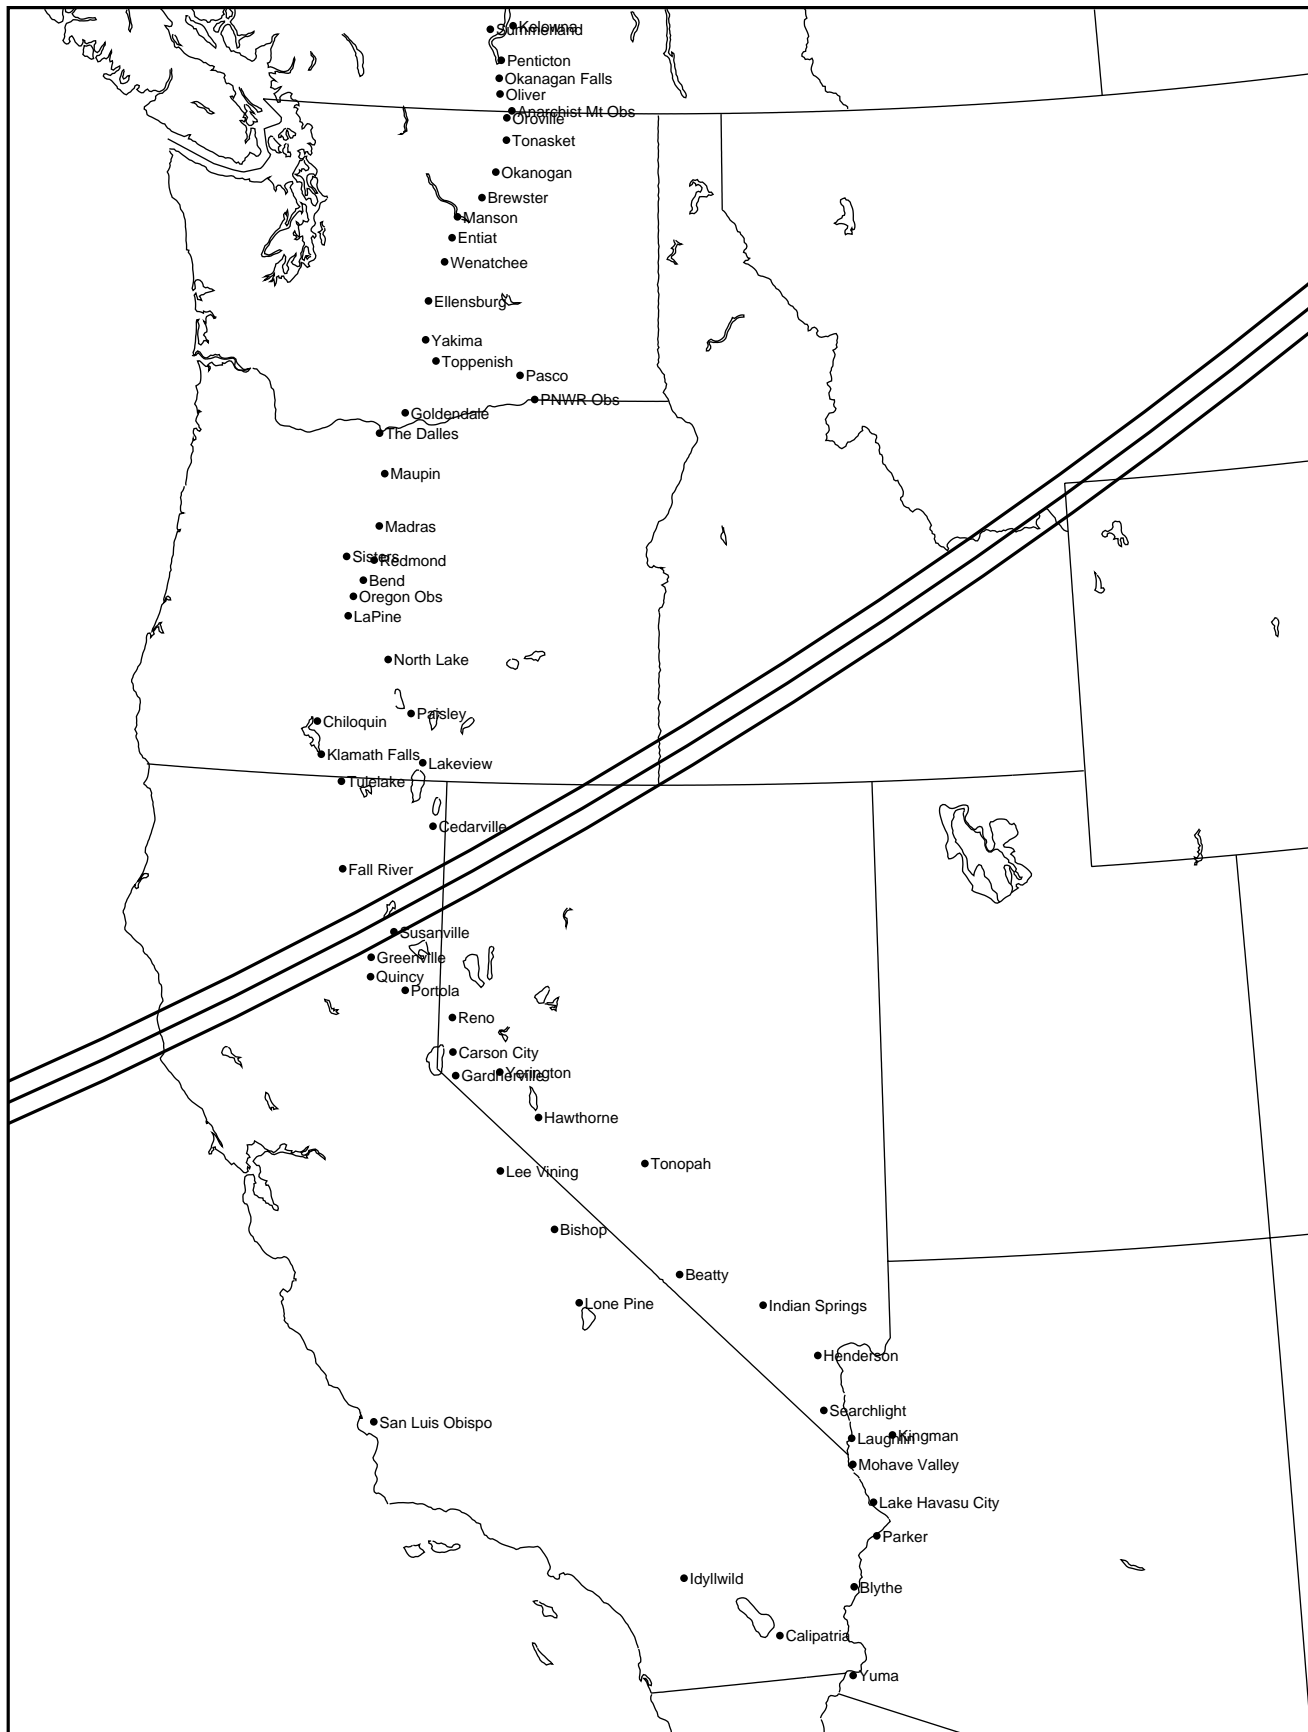 Kelowna
Summerland
Penticton
Okanagan Falls
Oliver
Anarchist Mt Obs
Oroville
Tonasket
Okanogan
Brewster
Manson
Entiat
Wenatchee
Ellensburg
Yakima
Toppenish
Pasco
PNWR Obs
Goldendale
The Dalles
Maupin
Madras
Sisters
Redmond
Bend
Oregon Obs
LaPine
North Lake
Paisley
Chiloquin
Klamath Falls
Lakeview
Tulelake
Cedarville
Fall River
Susanville
Greenville
Quincy
Portola
Reno
Carson City
Yerington
Gardnerville
Hawthorne
Tonopah
Lee Vining
Bishop
Beatty
Lone Pine
Indian Springs
Henderson
Searchlight
San Luis Obispo
Kingman
Laughlin
Mohave Valley
Lake Havasu City
Parker
Idyllwild
Blythe
Calipatria
Yuma